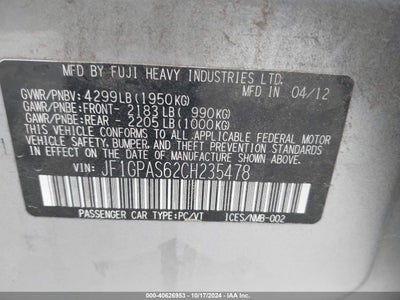 MFD BY FUJI HEAVY INDUSTRIES LTD. MFD IN 04/12
GVWR/PNBV: 4299LB (1950KG)
GAWR/PNBE: FRONT- 2183LB ( 990KG)
GAWR/PNBE: REAR - 2205LB (1000KG)
THIS VEHICLE CONFORMS TO ALL APPLICABLE FEDERAL MOTOR
VEHICLE SAFETY, BUMPER, AND THEFT PREVENTION STANDARDS
IN EFFECT ON THE DATE OF MANUFACTURE SHOWN ABOVE.
VIN: JF1GPAS62CH235478
PASSENGER CAR TYPE: PC/VT ICES/NMB-002
000-40626953 | 10/17/2024 | IAA